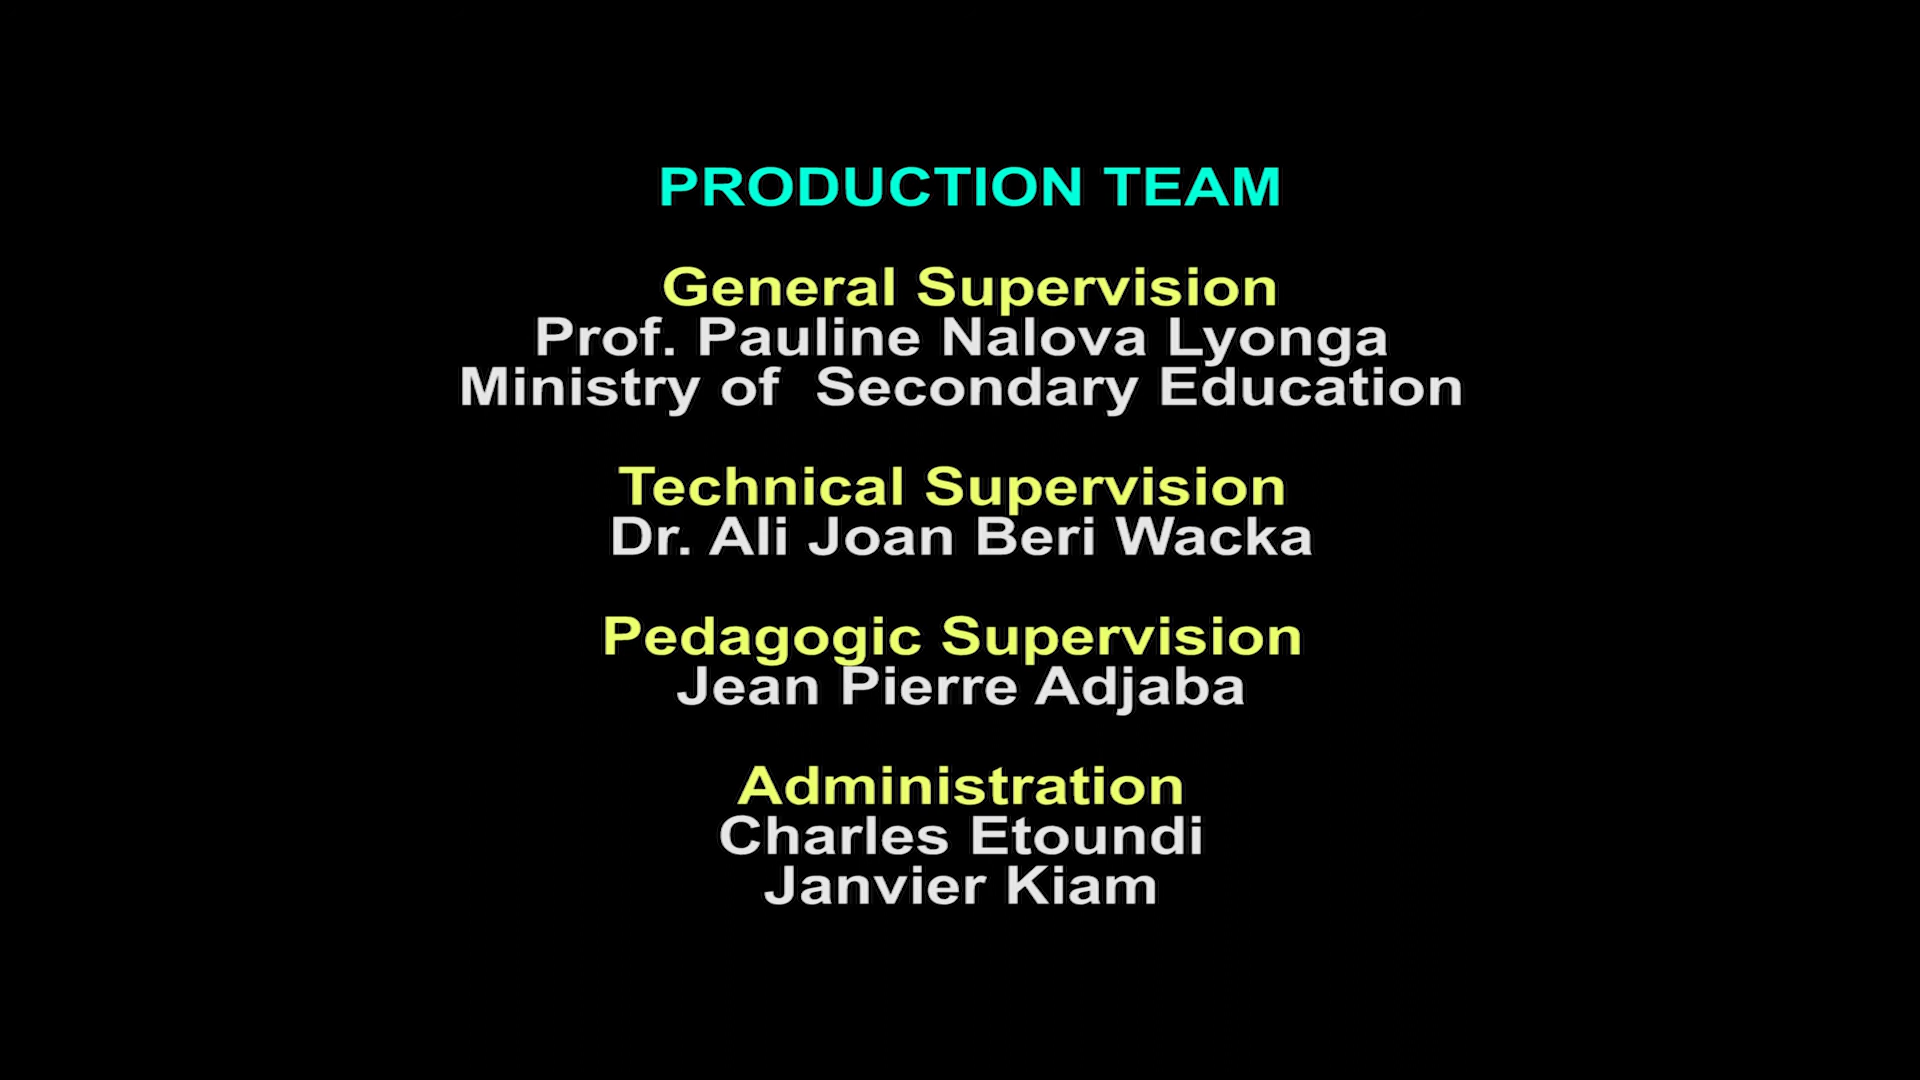 PRODUCTION TEAM
General Supervision
Prof. Pauline Nalova Lyonga
Ministry of  Secondary Education
Technical Supervision
Dr. Ali Joan Beri Wacka
Pedagogic Supervision
Jean Pierre Adjaba
Administration
Charles Etoundi
Janvier Kiam